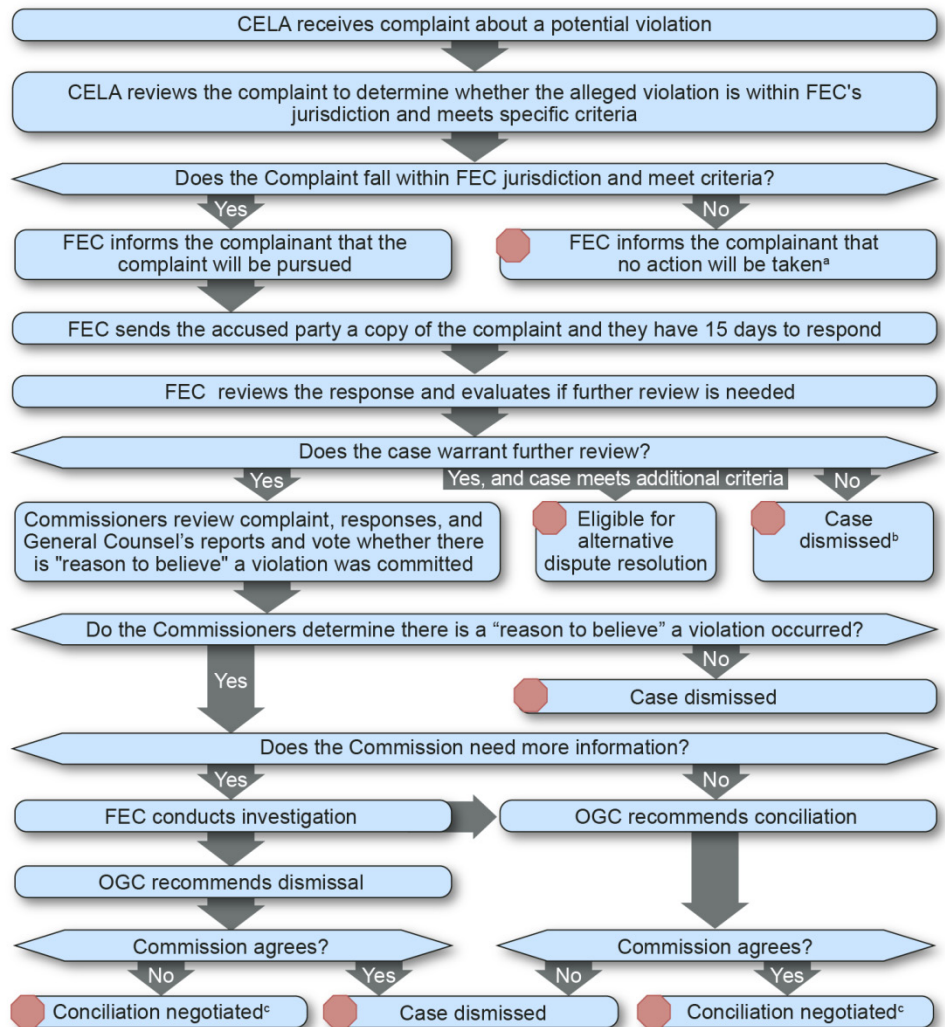 CELA receives complaint about a potential violation
CELA reviews the complaint to determine whether the alleged violation is within FEC's
jurisdiction and meets specific criteria
Does the Complaint fall within FEC jurisdiction and meet criteria?
Yes
No
FEC informs the complainant that the
complaint will be pursued
FEC informs the complainant that
no action will be takenᵃ
FEC sends the accused party a copy of the complaint and they have 15 days to respond
FEC reviews the response and evaluates if further review is needed
Does the case warrant further review?
Yes
Yes, and case meets additional criteria
No
Commissioners review complaint, responses, and
General Counsel's reports and vote whether there
is "reason to believe" a violation was committed
Eligible for
alternative
dispute resolution
Case
dismissedᵇ
Do the Commissioners determine there is a “reason to believe” a violation occurred?
Yes
No
Case dismissed
Does the Commission need more information?
Yes
No
FEC conducts investigation
OGC recommends conciliation
OGC recommends dismissal
Commission agrees?
Commission agrees?
No
Yes
No
Yes
Conciliation negotiatedᶜ
Case dismissed
Conciliation negotiatedᶜ